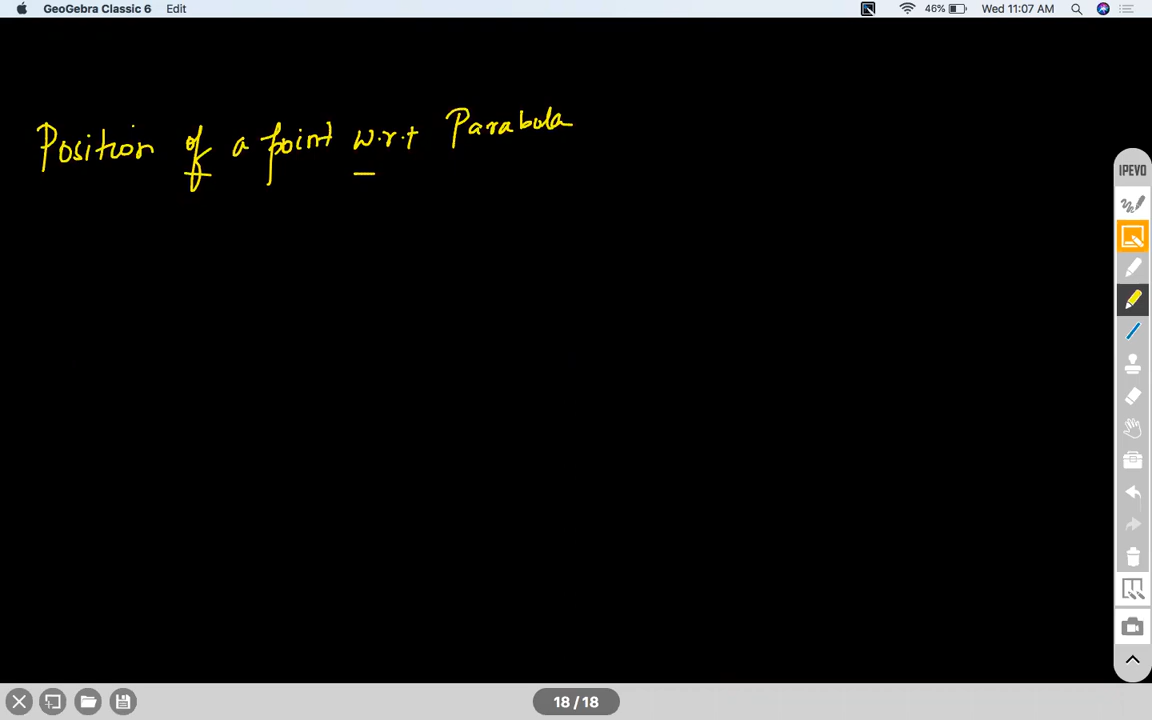 GeoGebra Classic 6 Edit 46% Wed 11:07 AM
Position of a point w.r.t Parabola
IPEVO
18 / 18